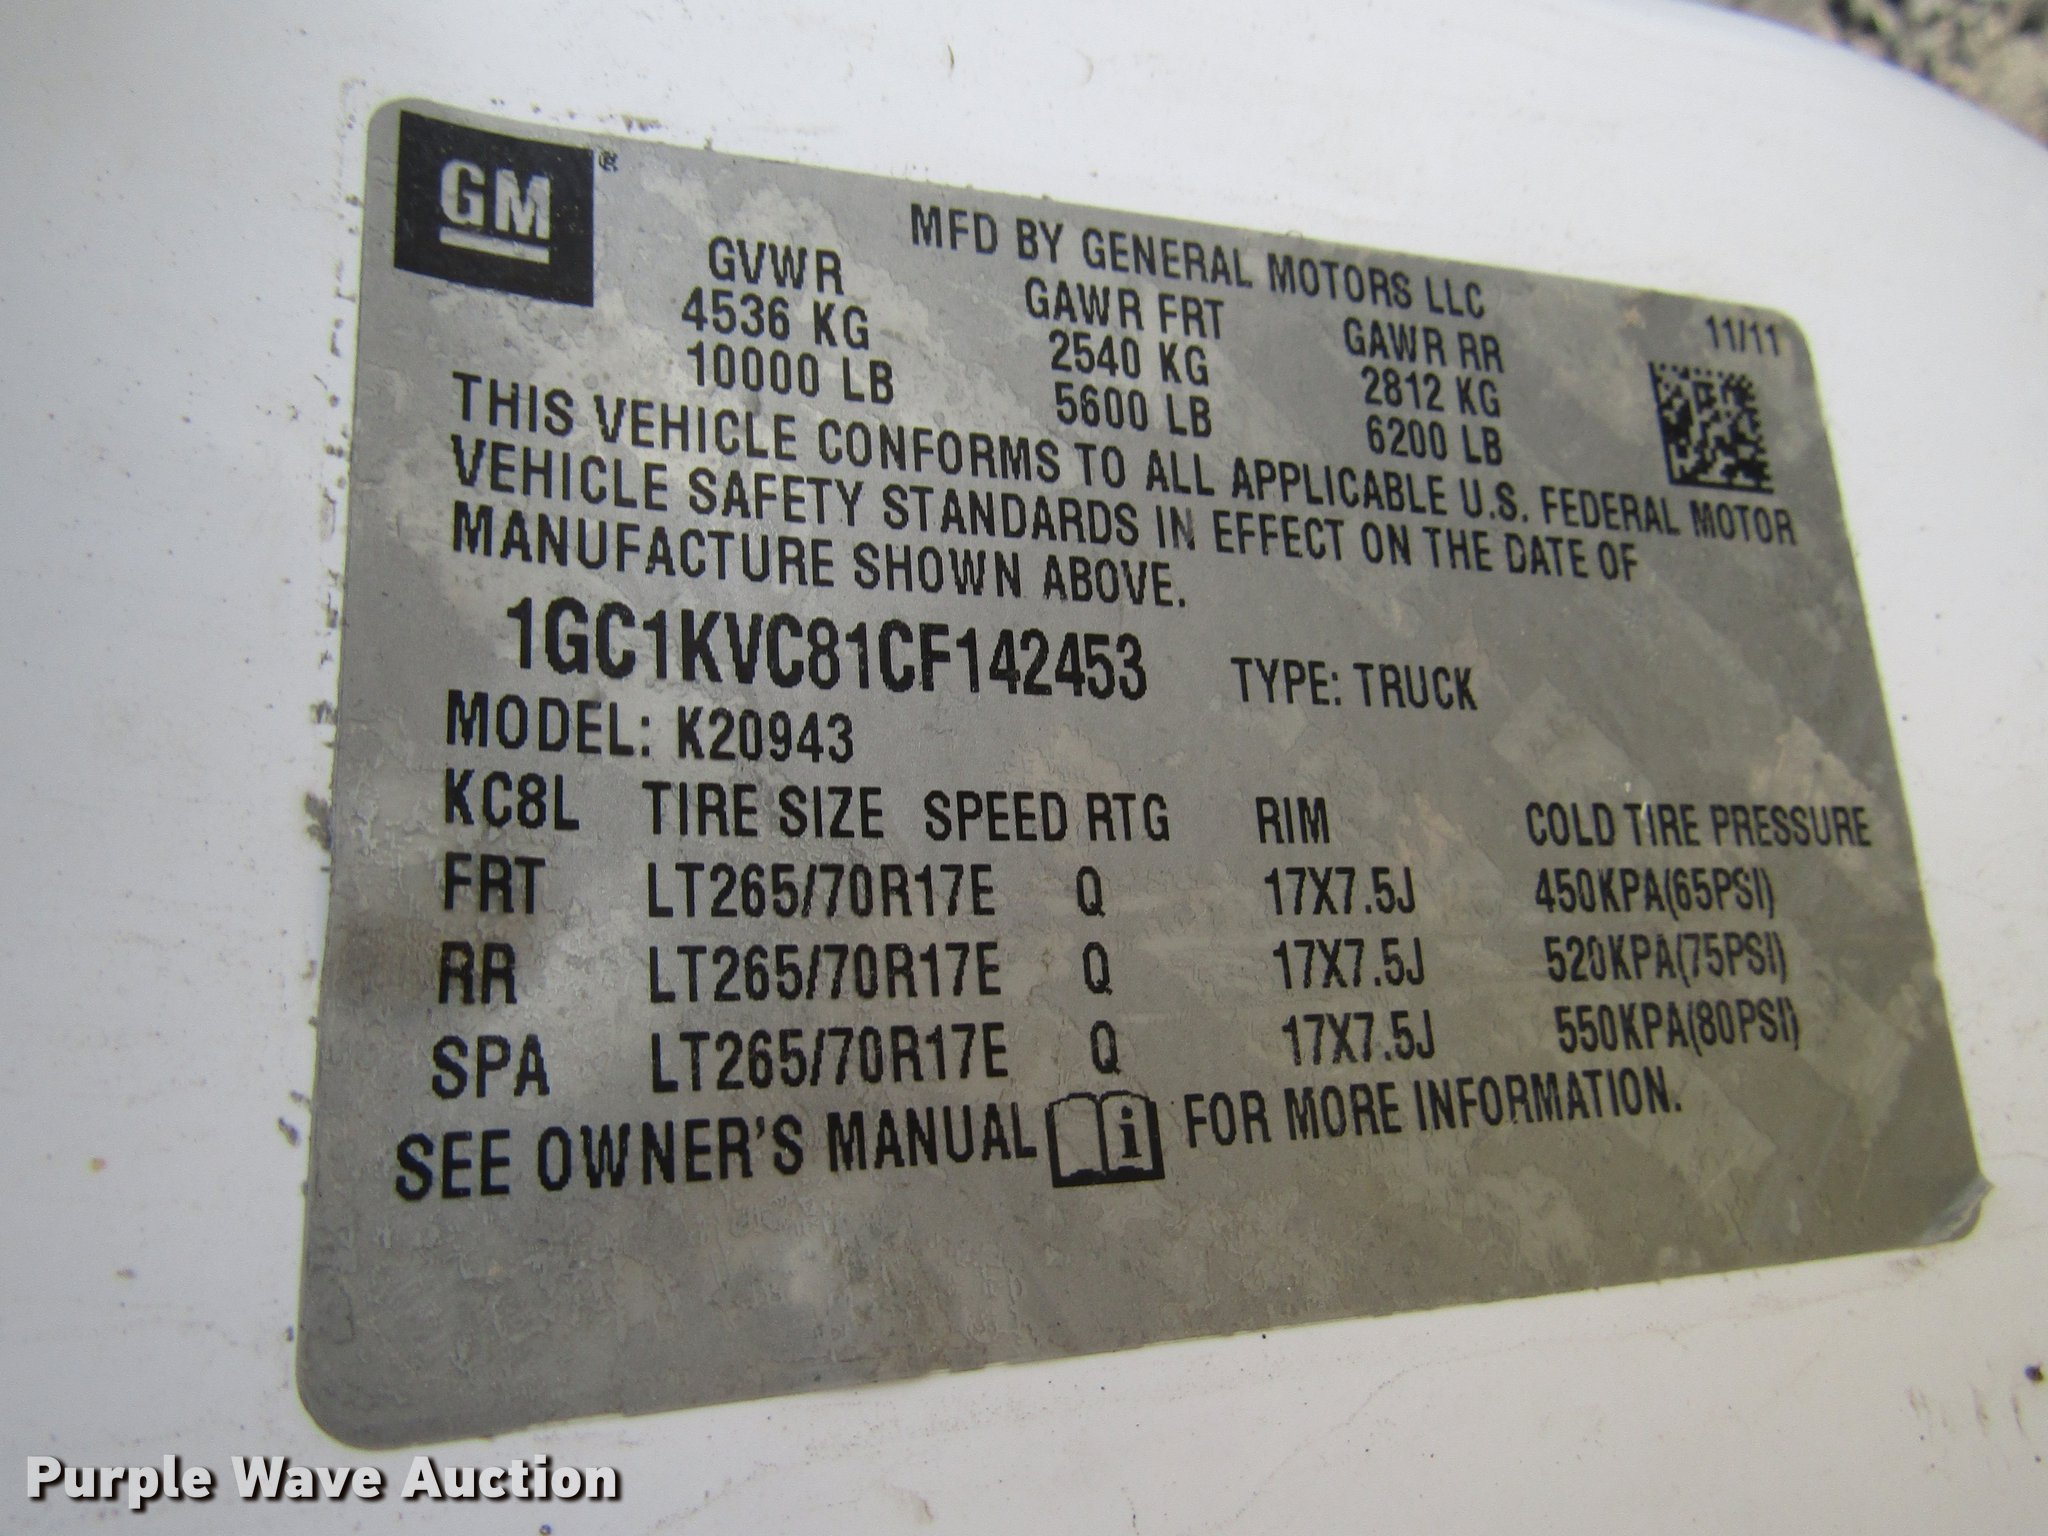 GM®
MFD BY GENERAL MOTORS LLC
GVWR GAWR FRT GAWR RR 11/11
4536 KG 2540 KG 2812 KG
10000 LB 5600 LB 6200 LB
THIS VEHICLE CONFORMS TO ALL APPLICABLE U.S. FEDERAL MOTOR
VEHICLE SAFETY STANDARDS IN EFFECT ON THE DATE OF
MANUFACTURE SHOWN ABOVE.
1GC1KVC81CF142453 TYPE: TRUCK
MODEL: K20943
KC8L TIRE SIZE SPEED RTG RIM COLD TIRE PRESSURE
FRT LT265/70R17E Q 17X7.5J 450KPA(65PSI)
RR LT265/70R17E Q 17X7.5J 520KPA(75PSI)
SPA LT265/70R17E Q 17X7.5J 550KPA(80PSI)
SEE OWNER'S MANUAL i FOR MORE INFORMATION.
Purple Wave Auction